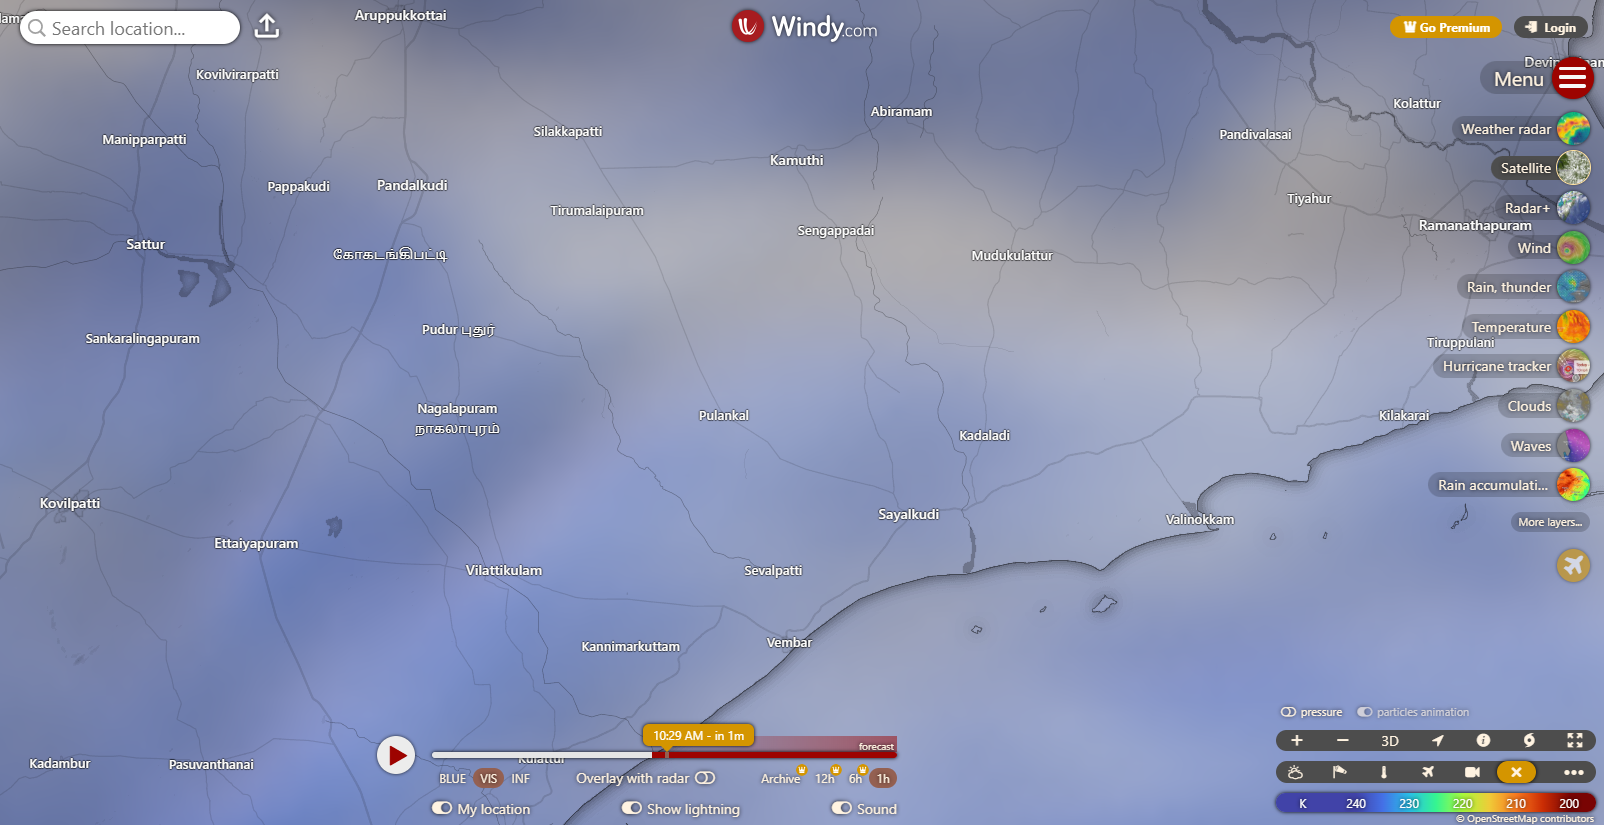 Aruppukkottai
Search location...
Windy.com
Go Premium
Login
Menu
Kovilvirarpatti
Kolattur
Abiramam
Manipparpatti
Silakkapatti
Pandivalasai
Weather radar
Kamuthi
Satellite
Pappakudi
Pandalkudi
Tiyahur
Tirumalaipuram
Radar+
Sengappadai
Ramanathapuram
Sattur
கோகடங்கிபட்டி
Mudukulattur
Wind
Rain, thunder
Pudur புதுர்
Temperature
Sankaralingapuram
Tiruppulani
Hurricane tracker
Nagalapuram
நாகலாபுரம்
Pulankal
Kilakarai
Clouds
Kadaladi
Waves
Rain accumulati...
Kovilpatti
Sayalkudi
Valinokkam
More layers...
Ettaiyapuram
Vilattikulam
Sevalpatti
Kannimarkuttam
Vembar
pressure
particles animation
10:29 AM - in 1m
forecast
3D
Kadambur
Pasuvanthanai
Kulattur
BLUE
VIS
INF
Overlay with radar
Archive
12h
6h
1h
My location
Show lightning
Sound
K 240 230 220 210 200
© OpenStreetMap contributors